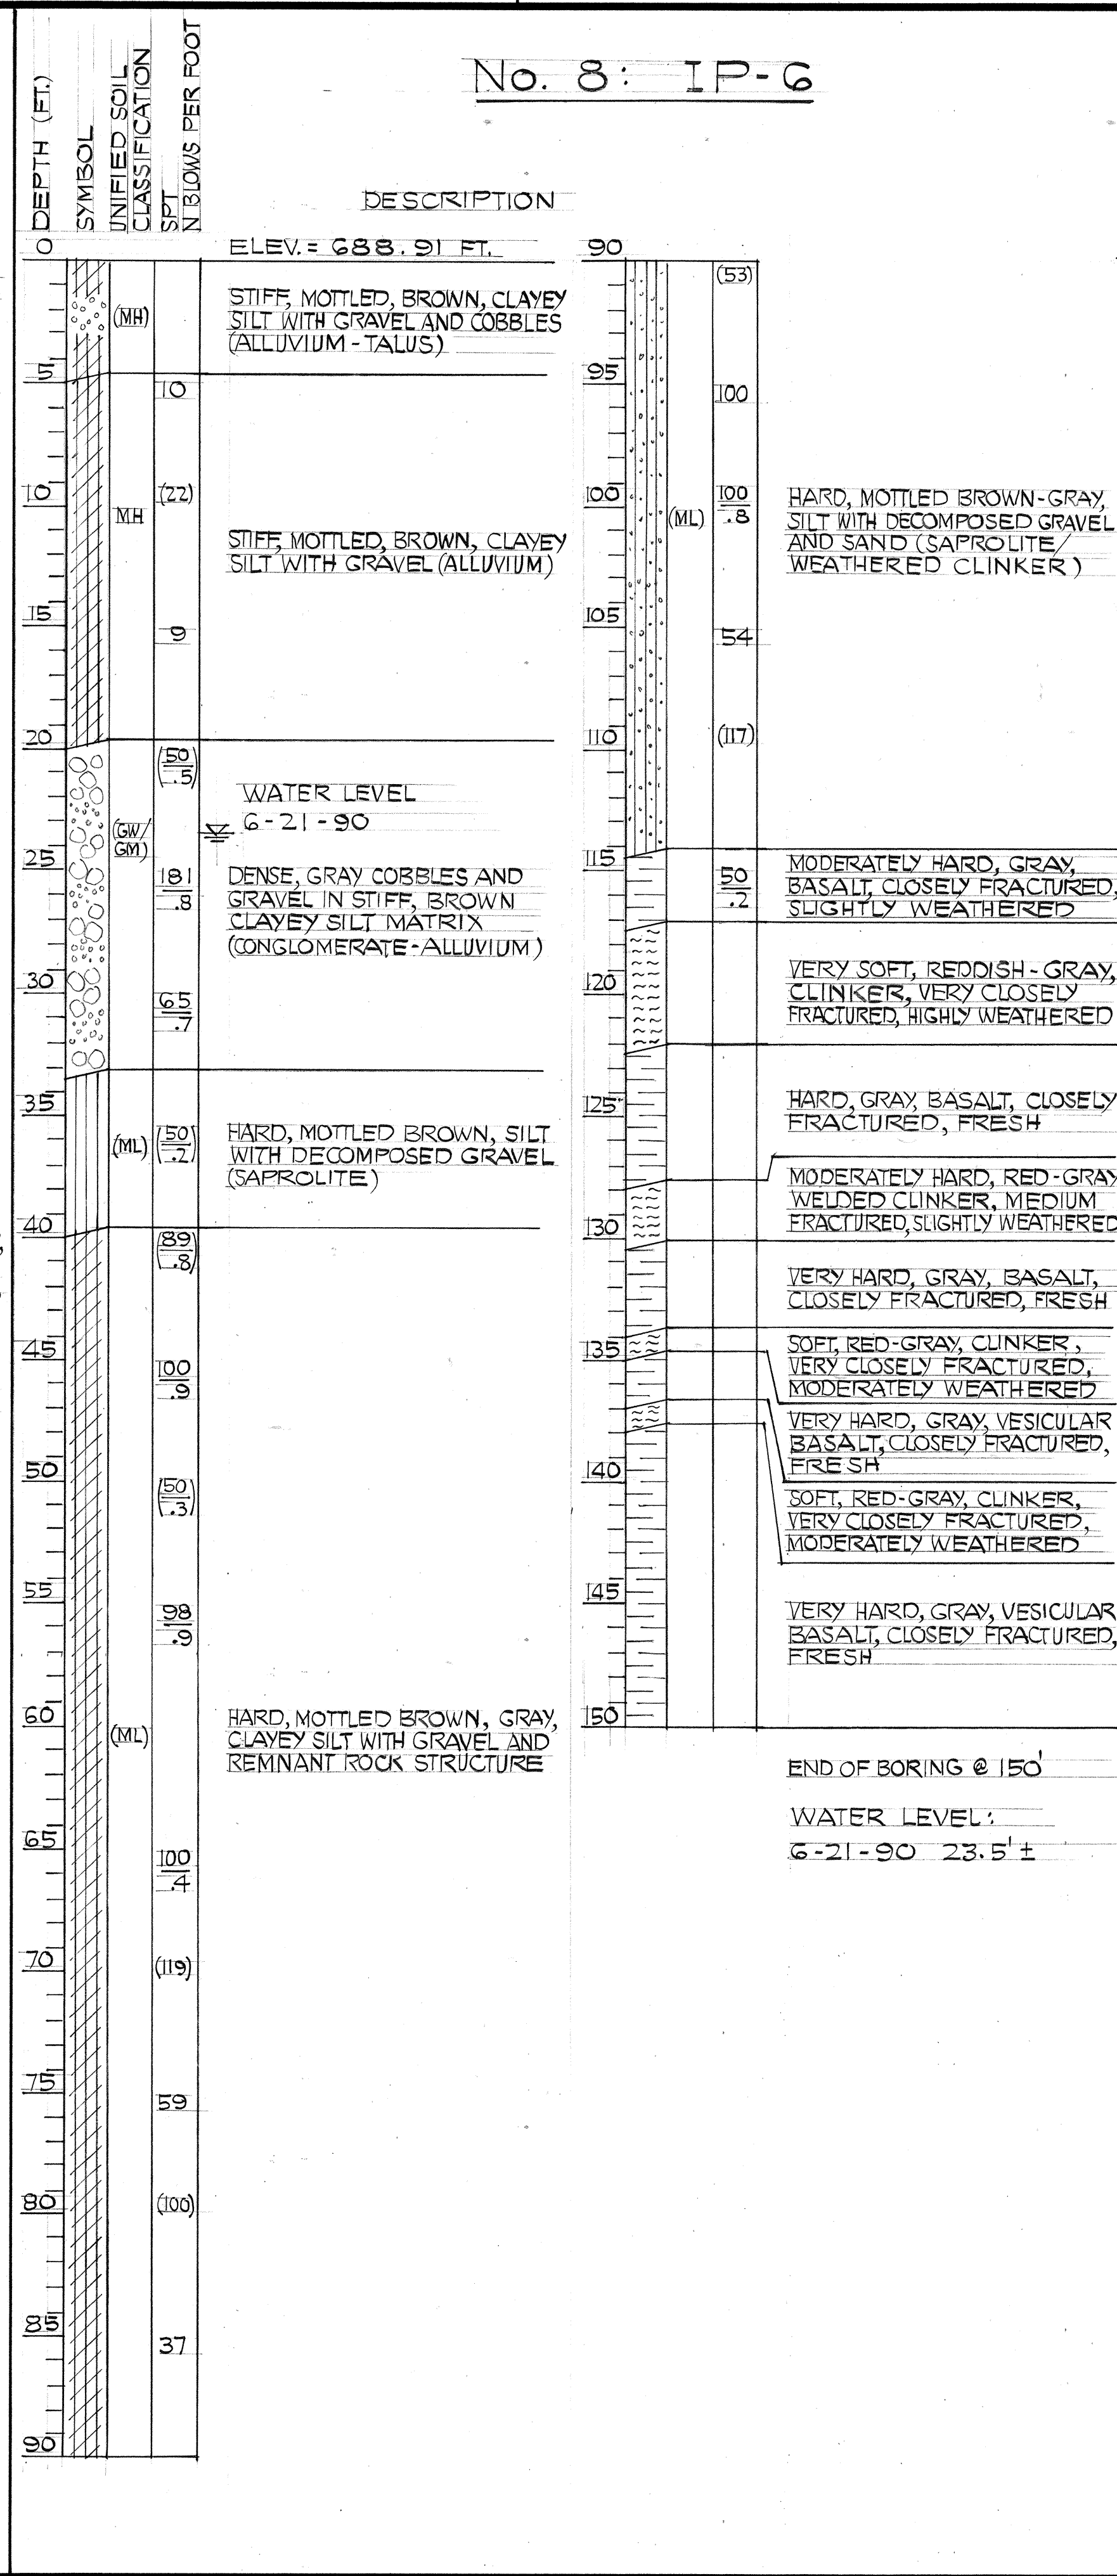 No. 8: IP-6
DEPTH (FT.)
SYMBOL
UNIFIED SOIL
CLASSIFICATION
SPT
N BLOWS PER FOOT
DESCRIPTION
0
ELEV. = 688.91 FT.
(MH)
STIFF, MOTTLED, BROWN, CLAYEY
SILT WITH GRAVEL AND COBBLES
(ALLUVIUM - TALUS)
5
10
10
(22)
MH
STIFF, MOTTLED, BROWN, CLAYEY
SILT WITH GRAVEL (ALLUVIUM)
15
9
20
(50
.5)
WATER LEVEL
6-21-90
(GW/
GM)
25
181
.8
DENSE, GRAY COBBLES AND
GRAVEL IN STIFF, BROWN
CLAYEY SILT MATRIX
(CONGLOMERATE - ALLUVIUM)
30
65
.7
35
(ML)
(50
.2)
HARD, MOTTLED BROWN, SILT
WITH DECOMPOSED GRAVEL
(SAPROLITE)
40
(89
.8)
45
100
.9
50
(50
.3)
55
98
.9
60
(ML)
HARD, MOTTLED BROWN, GRAY,
CLAYEY SILT WITH GRAVEL AND
REMNANT ROCK STRUCTURE
65
100
.4
70
(119)
75
59
80
(100)
85
37
90
90
(53)
95
100
100
100
.8
(ML)
HARD, MOTTLED BROWN-GRAY,
SILT WITH DECOMPOSED GRAVEL
AND SAND (SAPROLITE/
WEATHERED CLINKER)
105
54
110
(117)
115
50
.2
MODERATELY HARD, GRAY,
BASALT, CLOSELY FRACTURED,
SLIGHTLY WEATHERED
120
VERY SOFT, REDDISH - GRAY,
CLINKER, VERY CLOSELY
FRACTURED, HIGHLY WEATHERED
125
HARD, GRAY, BASALT, CLOSELY
FRACTURED, FRESH
MODERATELY HARD, RED-GRAY
WELDED CLINKER, MEDIUM
FRACTURED, SLIGHTLY WEATHERED
130
VERY HARD, GRAY, BASALT,
CLOSELY FRACTURED, FRESH
135
SOFT, RED-GRAY, CLINKER,
VERY CLOSELY FRACTURED,
MODERATELY WEATHERED
VERY HARD, GRAY, VESICULAR
BASALT, CLOSELY FRACTURED,
FRESH
140
SOFT, RED-GRAY, CLINKER,
VERY CLOSELY FRACTURED,
MODERATELY WEATHERED
145
VERY HARD, GRAY, VESICULAR
BASALT, CLOSELY FRACTURED,
FRESH
150
END OF BORING @ 150'
WATER LEVEL:
6-21-90 23.5'±